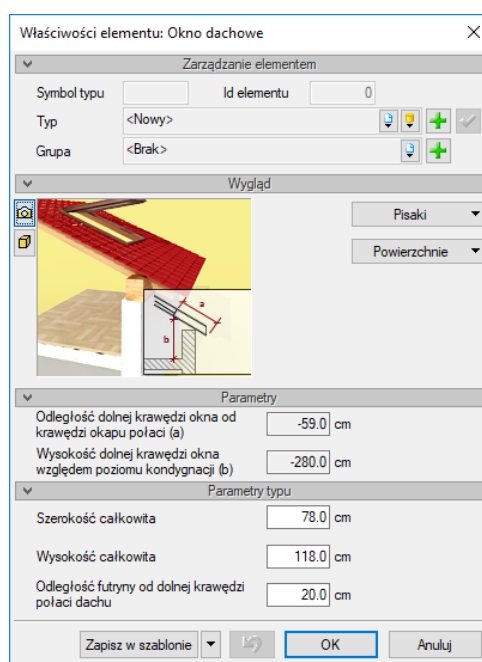 Właściwości elementu: Okno dachowe
Zarządzanie elementem
Symbol typu Id elementu 0
Typ <Nowy>
Grupa <Brak>
Wygląd
Pisaki
Powierzchnie
a
b
Parametry
Odległość dolnej krawędzi okna od
krawędzi okapu połaci (a) -59.0 cm
Wysokość dolnej krawędzi okna
względem poziomu kondygnacji (b) -280.0 cm
Parametry typu
Szerokość całkowita 78.0 cm
Wysokość całkowita 118.0 cm
Odległość futryny od dolnej krawędzi
połaci dachu 20.0 cm
Zapisz w szablonie OK Anuluj